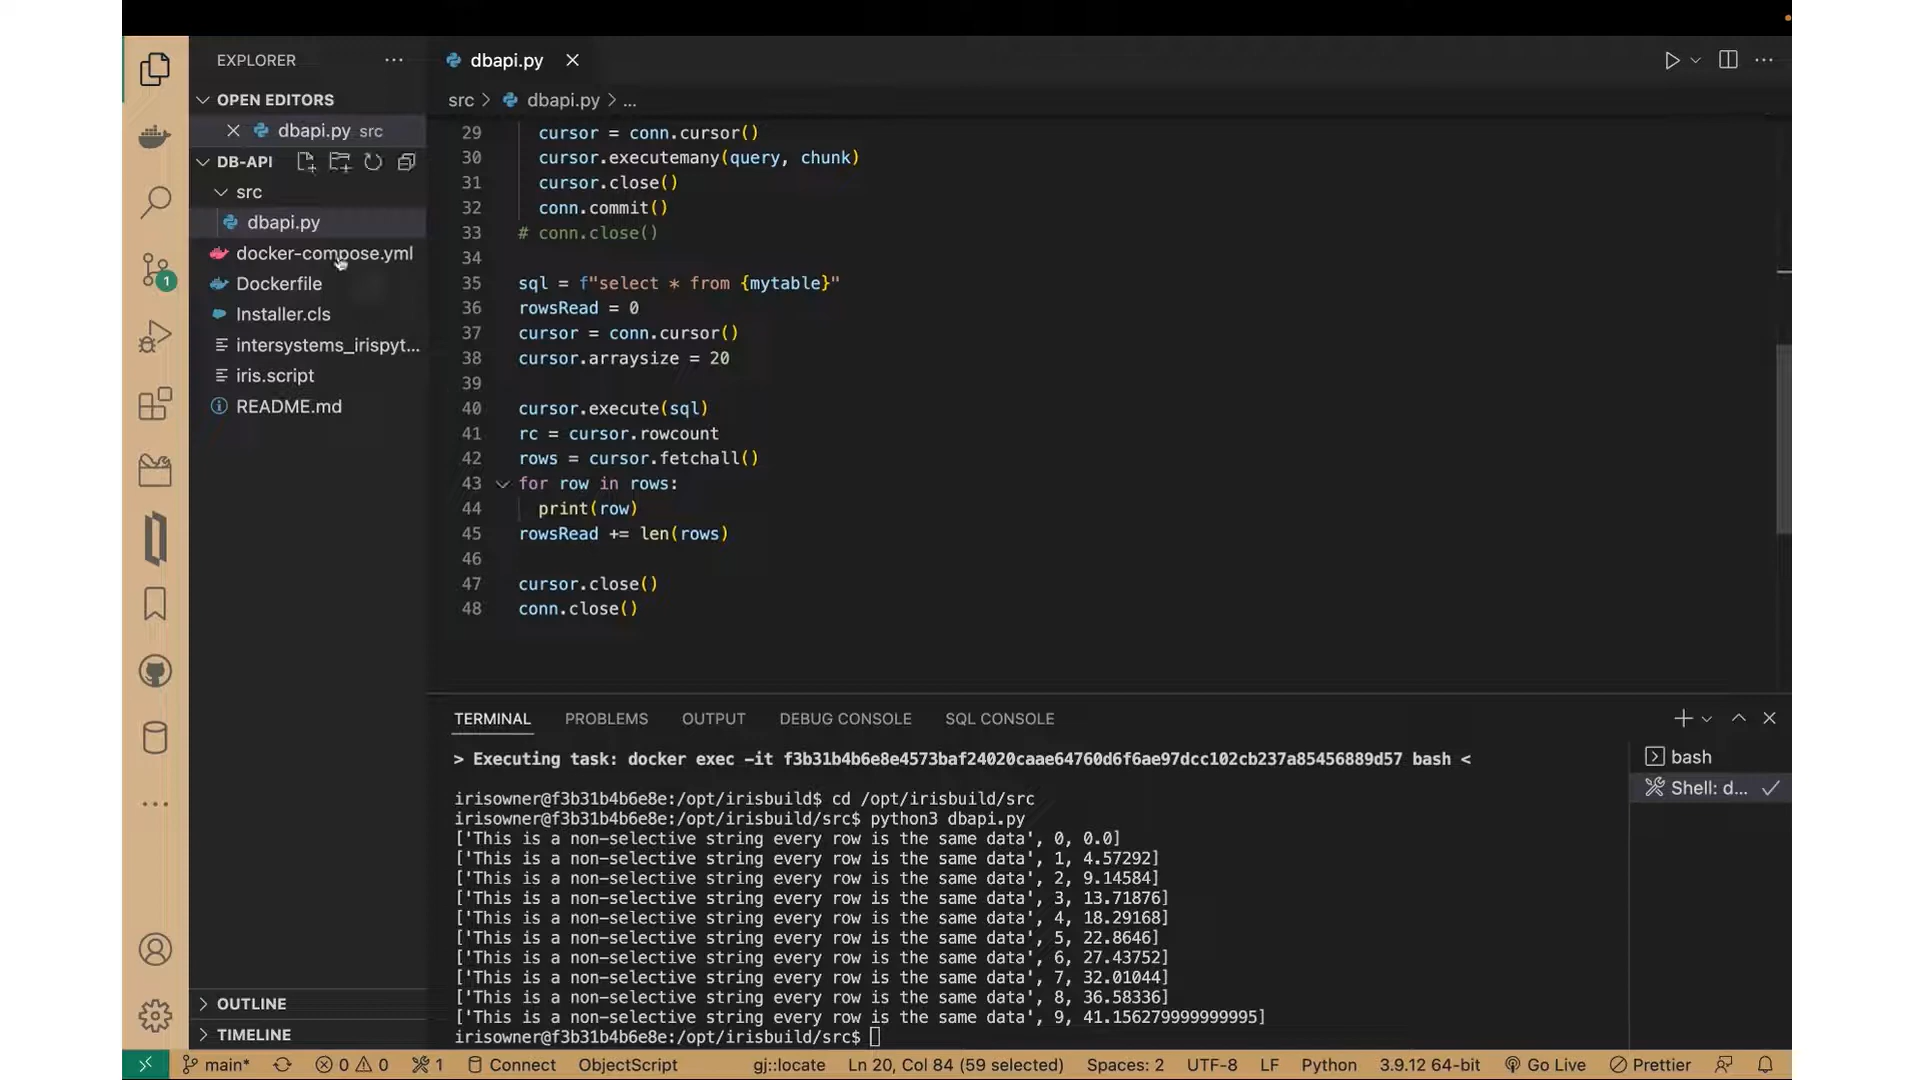 EXPLORER
OPEN EDITORS
dbapi.py src
DB-API
src
dbapi.py
docker-compose.yml
Dockerfile
Installer.cls
intersystems_irispyt...
iris.script
README.md
OUTLINE
TIMELINE
1
dbapi.py
src > dbapi.py > ...
29 cursor = conn.cursor()
30 cursor.executemany(query, chunk)
31 cursor.close()
32 conn.commit()
33 # conn.close()
34
35 sql = f"select * from {mytable}"
36 rowsRead = 0
37 cursor = conn.cursor()
38 cursor.arraysize = 20
39
40 cursor.execute(sql)
41 rc = cursor.rowcount
42 rows = cursor.fetchall()
43 for row in rows:
44 print(row)
45 rowsRead += len(rows)
46
47 cursor.close()
48 conn.close()
TERMINAL PROBLEMS OUTPUT DEBUG CONSOLE SQL CONSOLE
> Executing task: docker exec -it f3b31b4b6e8e4573baf24020caae64760d6f6ae97dcc102cb237a85456889d57 bash <
irisowner@f3b31b4b6e8e:/opt/irisbuild$ cd /opt/irisbuild/src
irisowner@f3b31b4b6e8e:/opt/irisbuild/src$ python3 dbapi.py
['This is a non-selective string every row is the same data', 0, 0.0]
['This is a non-selective string every row is the same data', 1, 4.57292]
['This is a non-selective string every row is the same data', 2, 9.14584]
['This is a non-selective string every row is the same data', 3, 13.71876]
['This is a non-selective string every row is the same data', 4, 18.29168]
['This is a non-selective string every row is the same data', 5, 22.8646]
['This is a non-selective string every row is the same data', 6, 27.43752]
['This is a non-selective string every row is the same data', 7, 32.01044]
['This is a non-selective string every row is the same data', 8, 36.58336]
['This is a non-selective string every row is the same data', 9, 41.156279999999995]
irisowner@f3b31b4b6e8e:/opt/irisbuild/src$
bash
Shell: d...
main* 0 0 1 Connect ObjectScript gj::locate Ln 20, Col 84 (59 selected) Spaces: 2 UTF-8 LF Python 3.9.12 64-bit Go Live Prettier